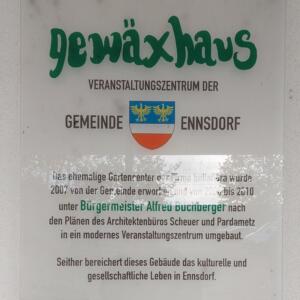 gewäxhaus
VERANSTALTUNGSZENTRUM DER
GEMEINDE ENNSDORF
Das ehemalige Gartencenter der Firma bellaflora wurde
2007 von der Gemeinde erworben und von bis 2010
unter Bürgermeister Alfred Buchberger nach
den Plänen des Architektenbüros Scheuer und Pardametz
in ein modernes Veranstaltungszentrum umgebaut.
Seither bereichert dieses Gebäude das kulturelle und
gesellschaftliche Leben in Ennsdorf.